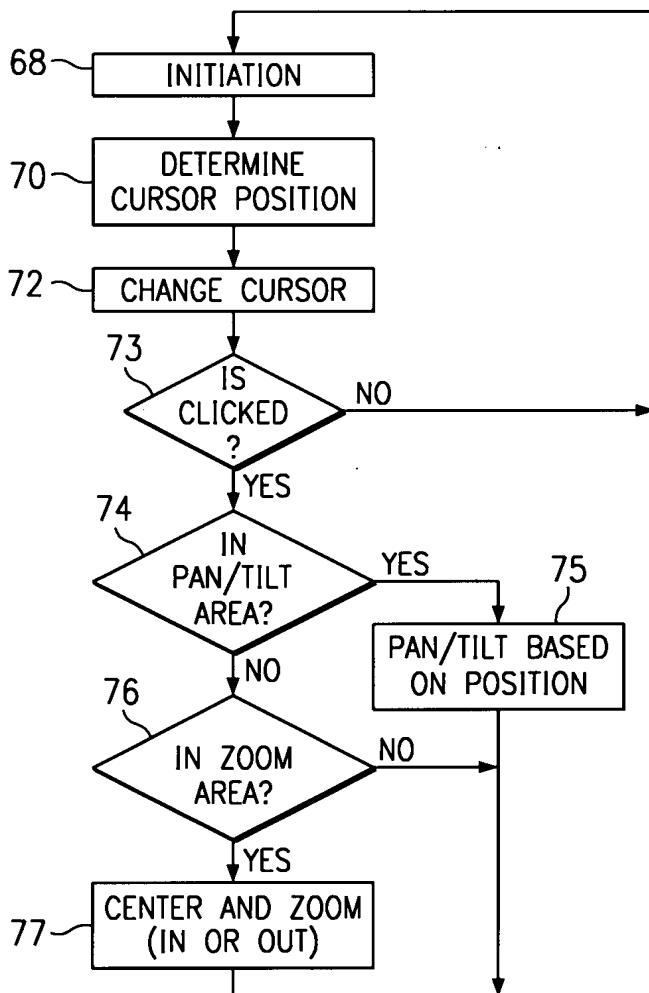 68
INITIATION
70
DETERMINE
CURSOR POSITION
72
CHANGE CURSOR
73
IS
CLICKED
?
NO
YES
74
IN
PAN/TILT
AREA?
YES
NO
75
PAN/TILT BASED
ON POSITION
76
IN ZOOM
AREA?
NO
YES
77
CENTER AND ZOOM
(IN OR OUT)